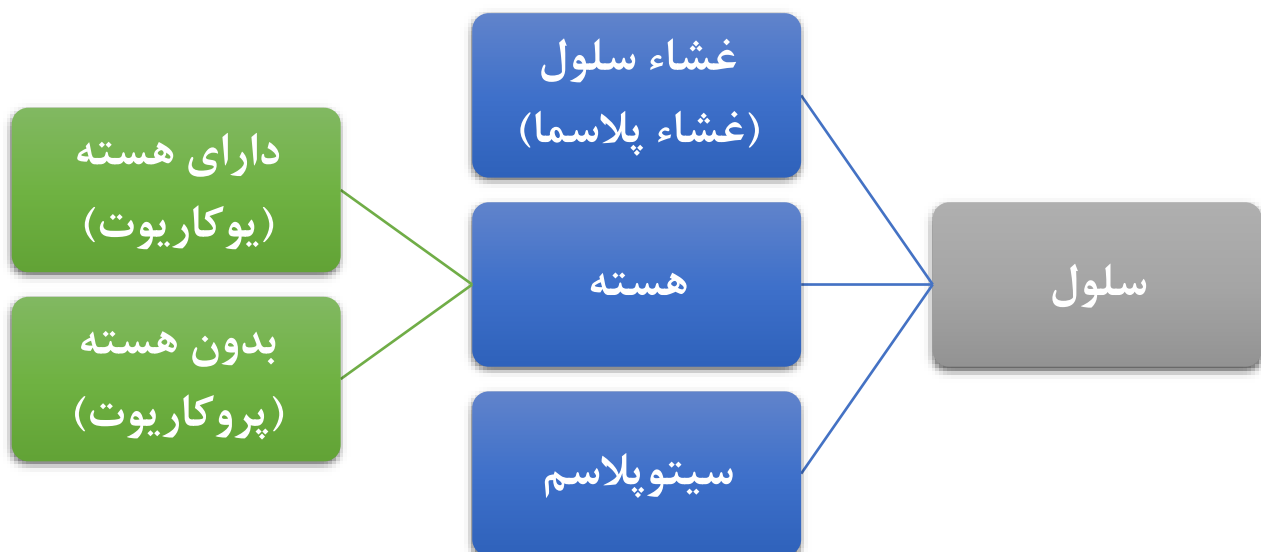 سلول
غشاء سلول
(غشاء پلاسما)
هسته
سیتوپلاسم
دارای هسته
(یوکاریوت)
بدون هسته
(پروکاریوت)